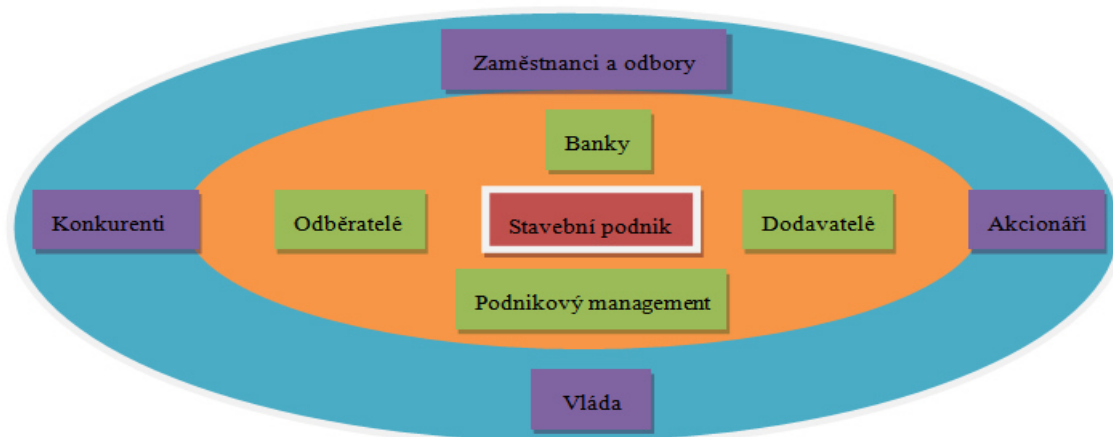 Zaměstnanci a odbory
Banky
Konkurenti
Odběratelé
Stavební podnik
Dodavatelé
Akcionáři
Podnikový management
Vláda